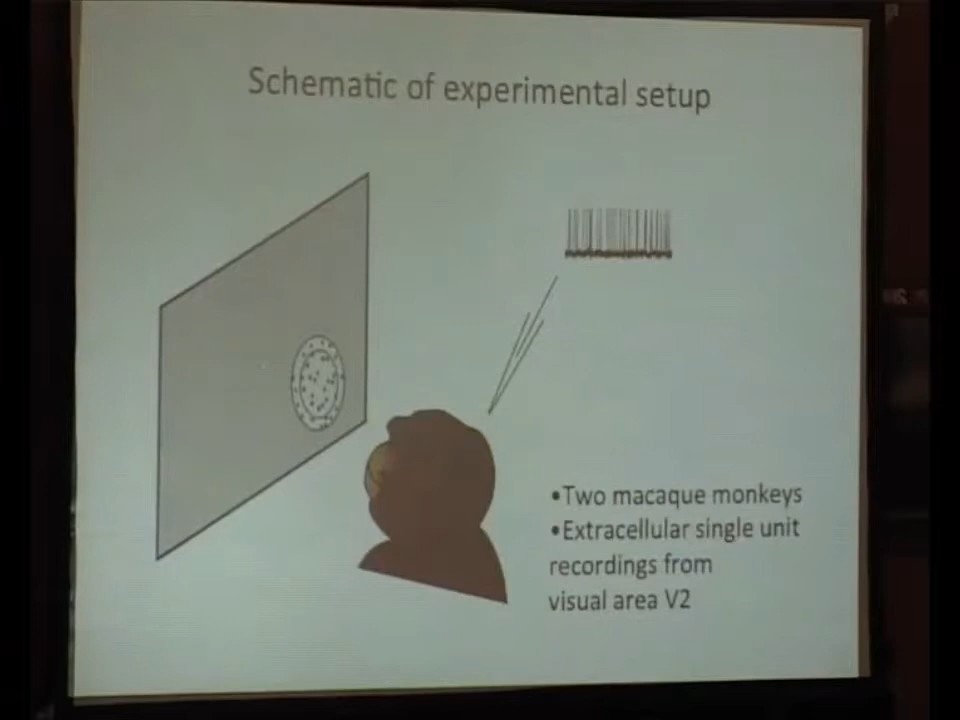 Schematic of experimental setup
•Two macaque monkeys
•Extracellular single unit
recordings from
visual area V2